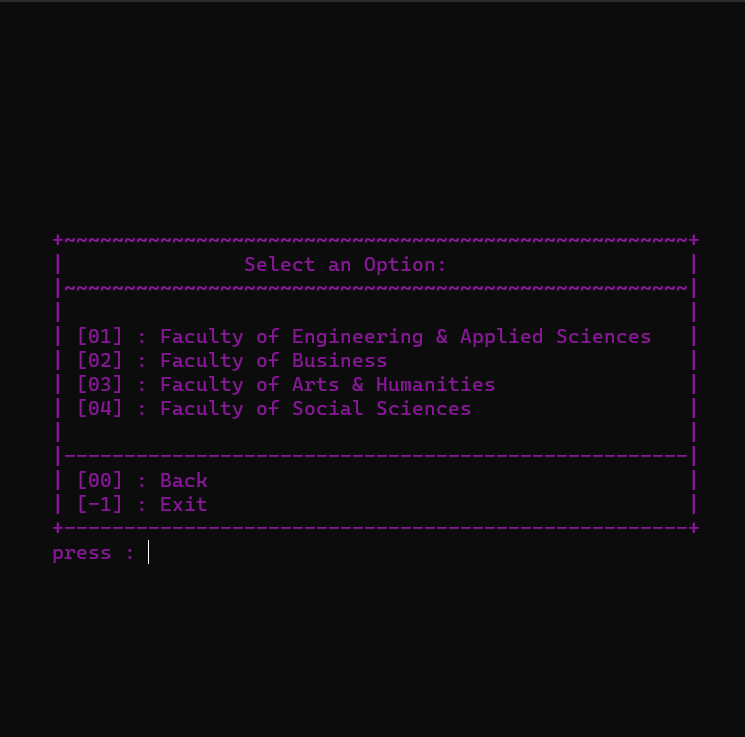 +~~~~~~~~~~~~~~~~~~~~~~~~~~~~~~~~~~~~~~~~~~~~~~~~~~~~+
|               Select an Option:                    |
|~~~~~~~~~~~~~~~~~~~~~~~~~~~~~~~~~~~~~~~~~~~~~~~~~~~~|
|                                                    |
| [01] : Faculty of Engineering & Applied Sciences   |
| [02] : Faculty of Business                         |
| [03] : Faculty of Arts & Humanities                |
| [04] : Faculty of Social Sciences                  |
|                                                    |
|----------------------------------------------------|
| [00] : Back                                        |
| [-1] : Exit                                        |
+----------------------------------------------------+
press :